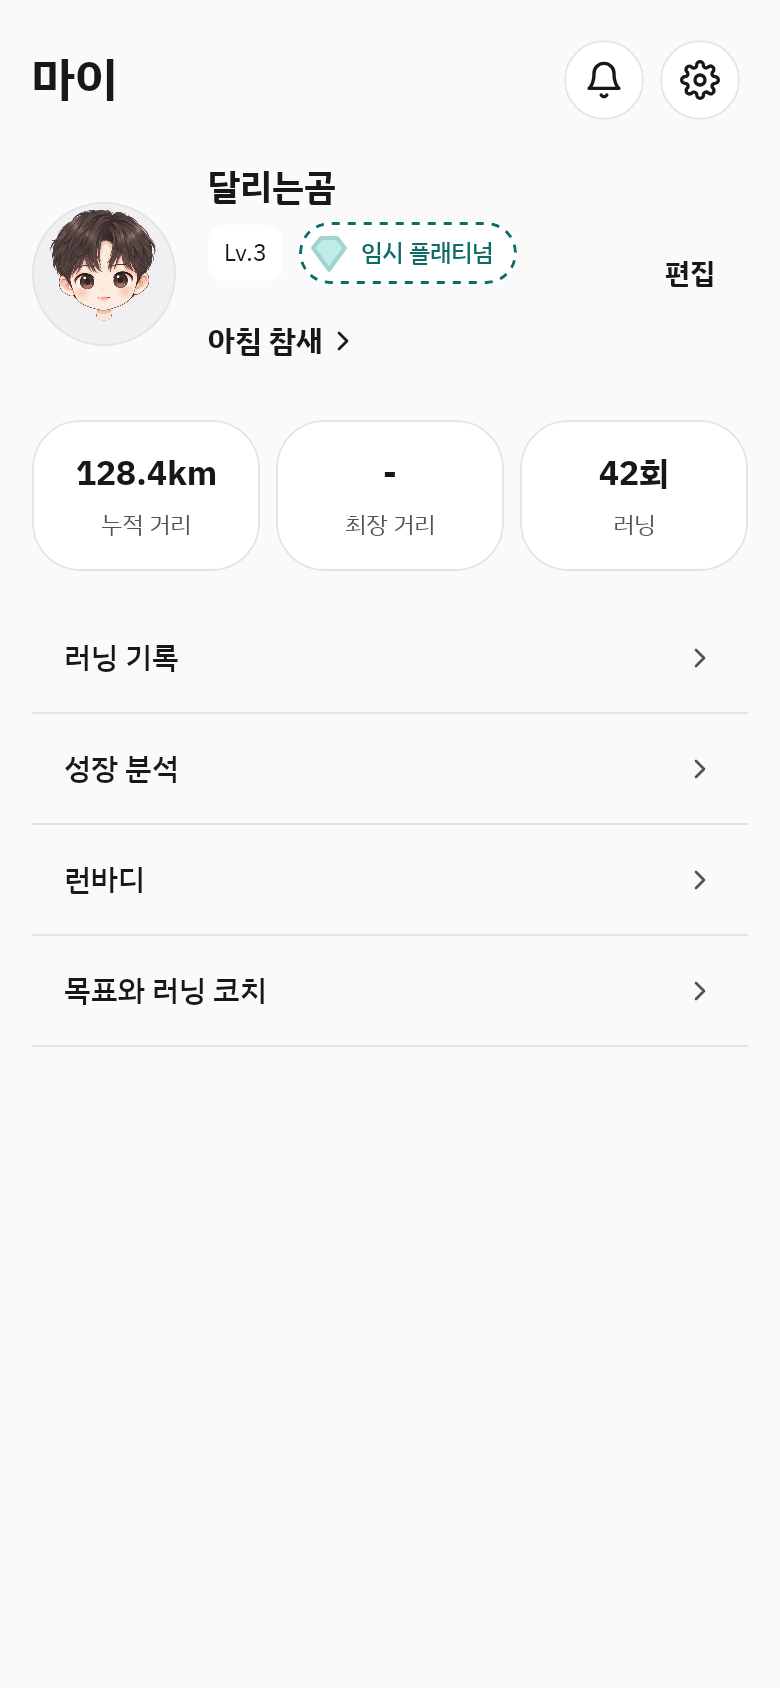 마이
달리는곰
Lv.3
임시 플래티넘
편집
아침 참새
128.4km
누적 거리
-
최장 거리
42회
러닝
러닝 기록
성장 분석
런바디
목표와 러닝 코치